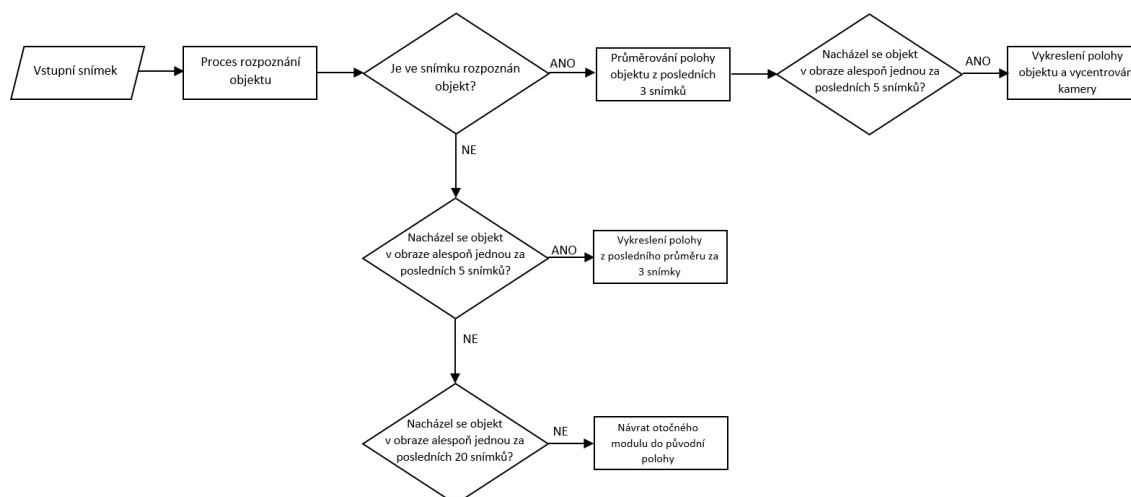 Vstupní snímek
Proces rozpoznání
objektu
Je ve snímku rozpoznán
objekt?
ANO
Průměrování polohy
objektu z posledních
3 snímků
Nacházel se objekt
v obraze alespoň jednou za
posledních 5 snímků?
ANO
Vykreslení polohy
objektu a vycentrování
kamery
NE
Nacházel se objekt
v obraze alespoň jednou za
posledních 5 snímků?
ANO
Vykreslení polohy
z posledního průměru za
3 snímky
NE
Nacházel se objekt
v obraze alespoň jednou za
posledních 20 snímků?
NE
Návrat otočného
modulu do původní
polohy